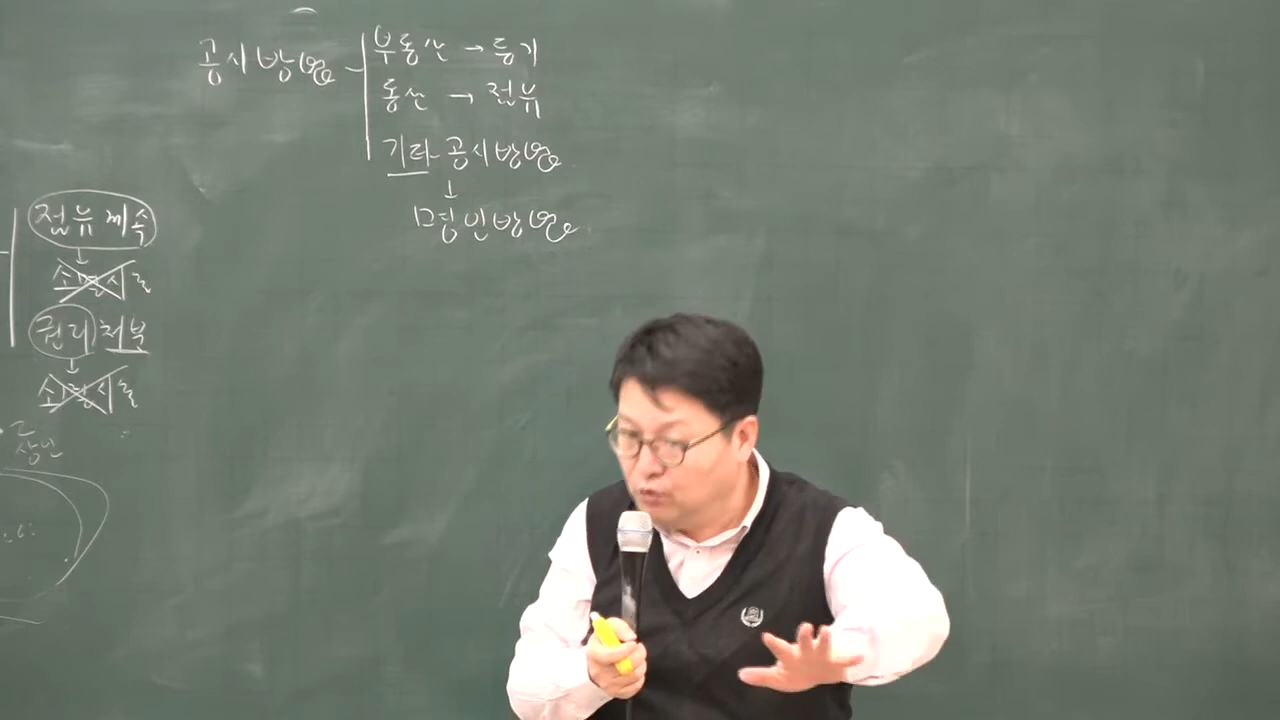 공시방법
부동산 → 등기
동산 → 점유
기타 공시방법
↓
명인방법
점유계속
↓
소멸시효
권리 처분
↓
소멸시효